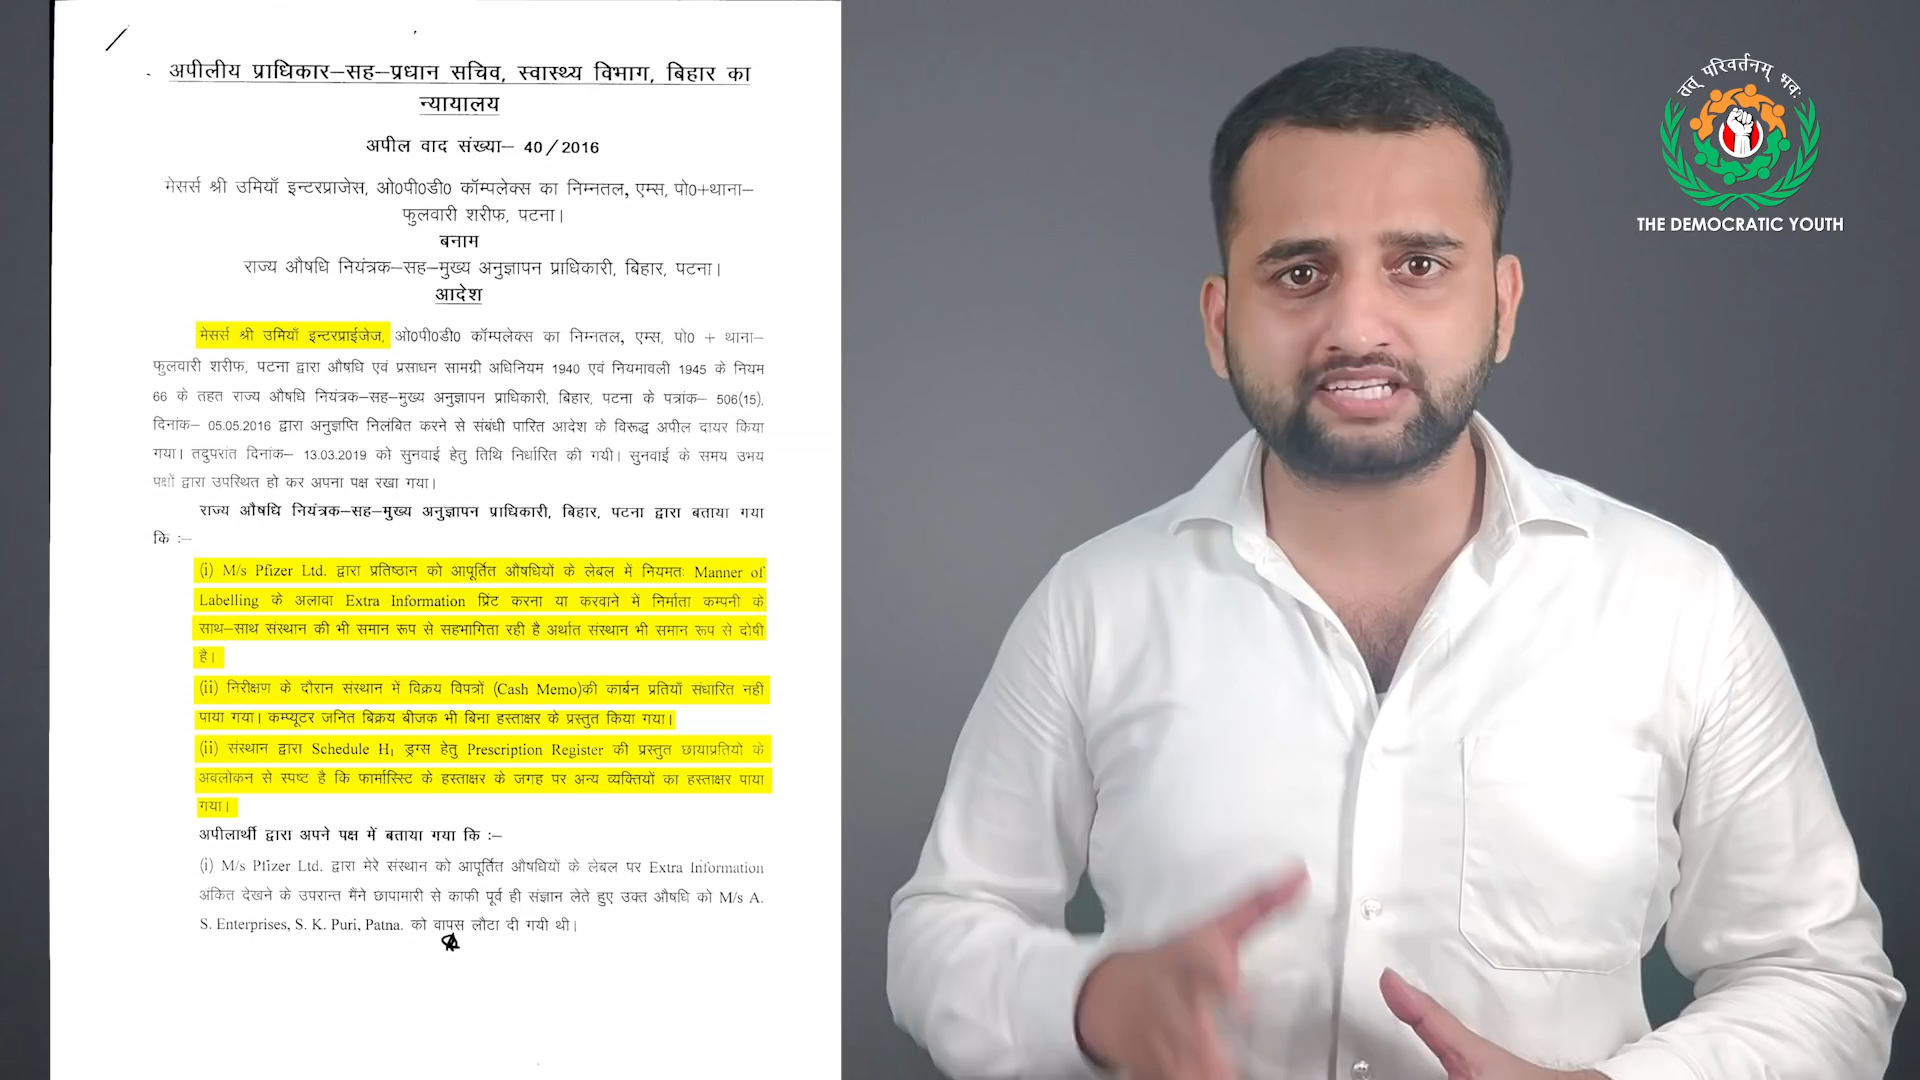 अपीलीय प्राधिकार–सह–प्रधान सचिव, स्वास्थ्य विभाग, बिहार का
न्यायालय
अपील वाद संख्या– 40/2016
मेसर्स श्री उमियाँ इन्टरप्राजेस, ओ0पी0डी0 कॉम्पलेक्स का निम्नतल, एम्स, पो0+थाना–
फुलवारी शरीफ, पटना।
बनाम
राज्य औषधि नियंत्रक–सह–मुख्य अनुज्ञापन प्राधिकारी, बिहार, पटना।
आदेश
मेसर्स श्री उमियाँ इन्टरप्राईजेज, ओ0पी0डी0 कॉम्पलेक्स का निम्नतल, एम्स, पो0 + थाना–
फुलवारी शरीफ, पटना द्वारा औषधि एवं प्रसाधन सामग्री अधिनियम 1940 एवं नियमावली 1945 के नियम
66 के तहत राज्य औषधि नियंत्रक–सह–मुख्य अनुज्ञापन प्राधिकारी, बिहार, पटना के पत्रांक– 506(15),
दिनांक– 05.05.2016 द्वारा अनुज्ञप्ति निलंबित करने से संबंधी पारित आदेश के विरूद्ध अपील दायर किया
गया। तदुपरांत दिनांक– 13.03.2019 को सुनवाई हेतु तिथि निर्धारित की गयी। सुनवाई के समय उभय
पक्षों द्वारा उपस्थित हो कर अपना पक्ष रखा गया।
राज्य औषधि नियंत्रक–सह–मुख्य अनुज्ञापन प्राधिकारी, बिहार, पटना द्वारा बताया गया
कि :–
(i) M/s Pfizer Ltd. द्वारा प्रतिष्ठान को आपूर्तित औषधियों के लेबल में नियमतः Manner of
Labelling के अलावा Extra Information प्रिंट करना या करवाने में निर्माता कम्पनी के
साथ–साथ संस्थान की भी समान रूप से सहभागिता रही है अर्थात संस्थान भी समान रूप से दोषी
है।
(ii) निरीक्षण के दौरान संस्थान में विक्रय विपत्रों (Cash Memo)की कार्बन प्रतियाँ संधारित नहीं
पाया गया। कम्प्यूटर जनित बिक्रय बीजक भी बिना हस्ताक्षर के प्रस्तुत किया गया।
(ii) संस्थान द्वारा Schedule H1 ड्रग्स हेतु Prescription Register की प्रस्तुत छायाप्रतियों के
अवलोकन से स्पष्ट है कि फार्मासिस्ट के हस्ताक्षर के जगह पर अन्य व्यक्तियों का हस्ताक्षर पाया
गया।
अपीलार्थी द्वारा अपने पक्ष में बताया गया कि :–
(i) M/s Pfizer Ltd. द्वारा मेरे संस्थान को आपूर्तित औषधियों के लेबल पर Extra Information
अंकित देखने के उपरान्त मैंने छापामारी से काफी पूर्व ही संज्ञान लेते हुए उक्त औषधि को M/s A.
S. Enterprises, S. K. Puri, Patna. को वापस लौटा दी गयी थी।
तत् परिवर्तनम् भवः
THE DEMOCRATIC YOUTH